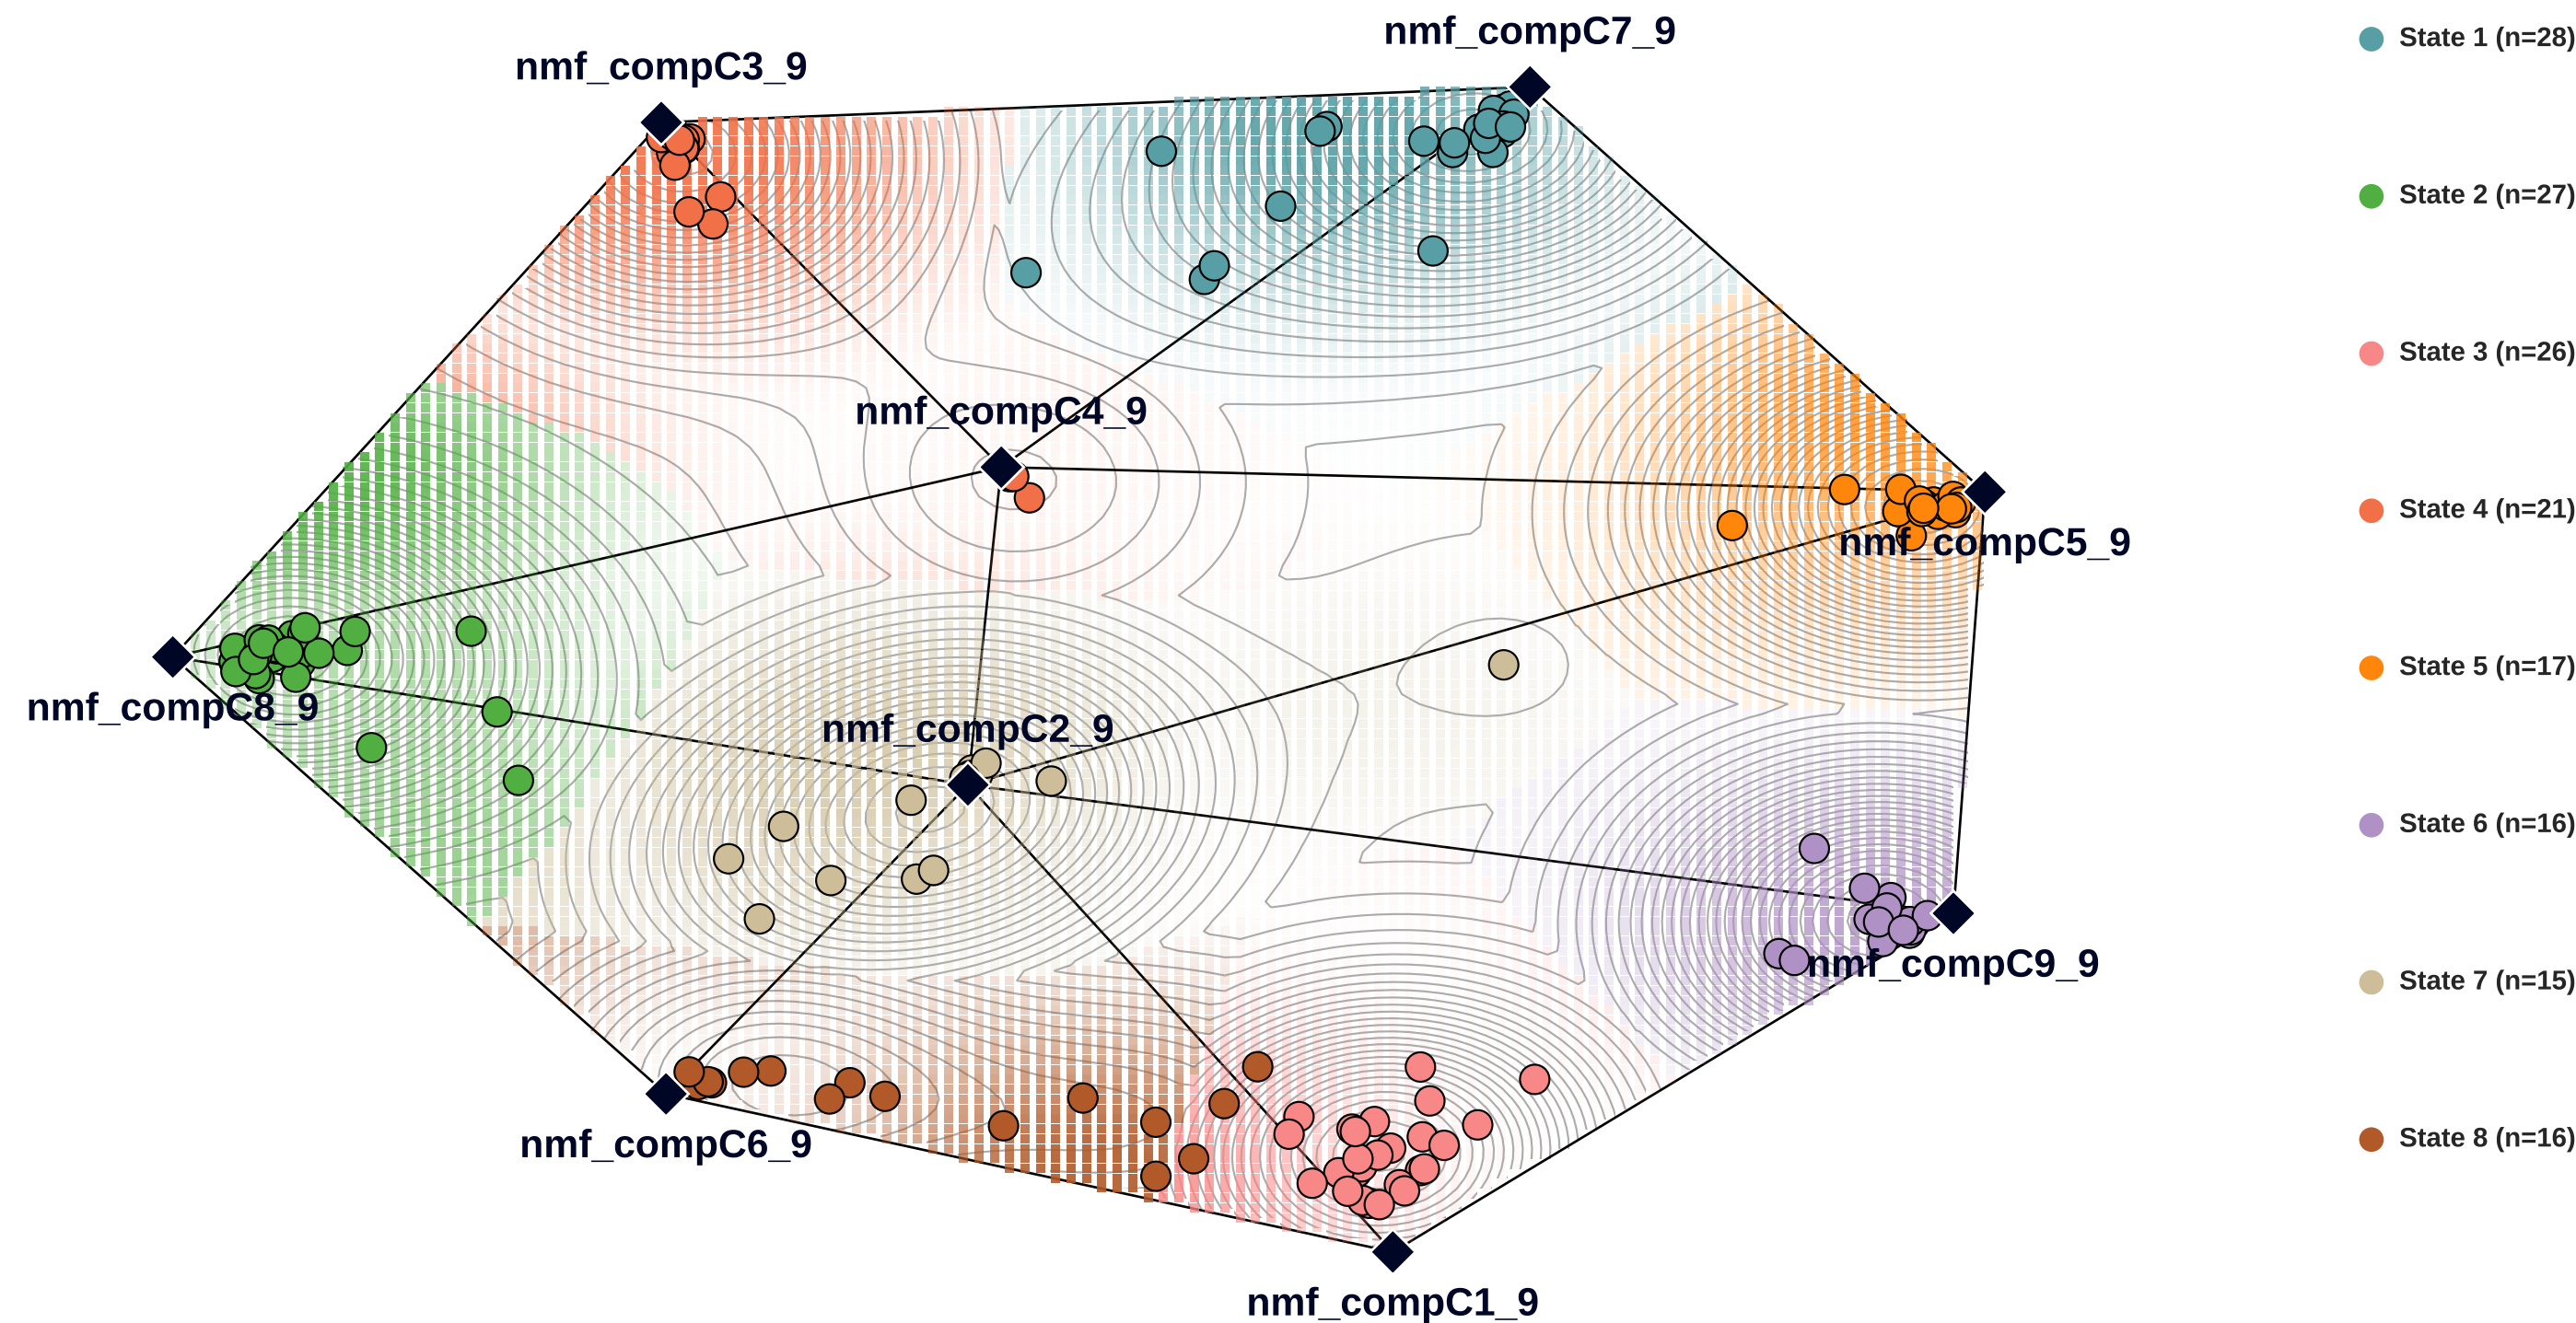 nmf_compC7_9
nmf_compC3_9
nmf_compC4_9
nmf_compC5_9
nmf_compC8_9
nmf_compC2_9
nmf_compC9_9
nmf_compC6_9
nmf_compC1_9
State 1 (n=28)
State 2 (n=27)
State 3 (n=26)
State 4 (n=21)
State 5 (n=17)
State 6 (n=16)
State 7 (n=15)
State 8 (n=16)